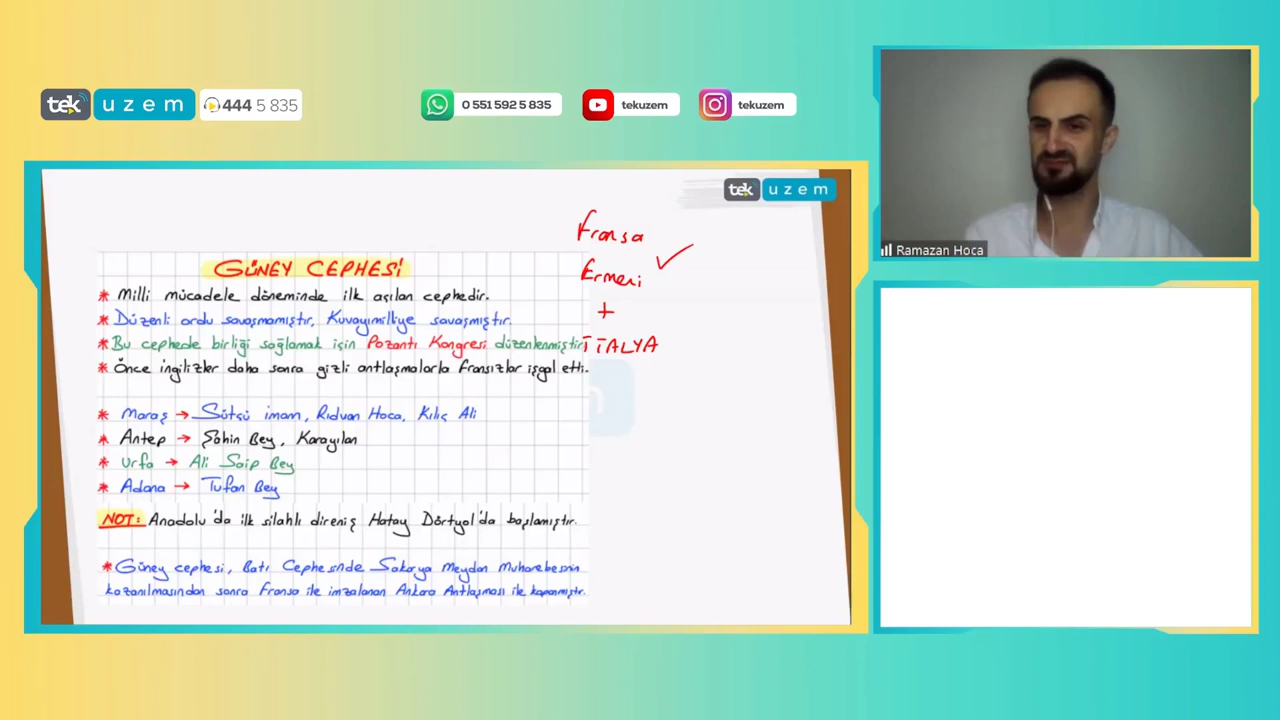 tek uzem 444 5 835
0 551 592 5 835
tekuzem
tekuzem
Ramazan Hoca
tek uzem
Fransa
Ermeni
+
İTALYA
GÜNEY CEPHESİ
* Milli mücadele döneminde ilk açılan cephedir.
* Düzenli ordu savaşmamıştır, Kuvayımilliye savaşmıştır.
* Bu cephede birliği sağlamak için Pozantı Kongresi düzenlenmiştir
* Önce ingilizler daha sonra gizli antlaşmalarla Fransızlar işgal etti.
* Maraş → Sütçü imam, Rıdvan Hoca, Kılıç Ali
* Antep → Şahin Bey, Karayılan
* Urfa → Ali Saip Bey
* Adana → Tufan Bey
NOT: Anadolu'da ilk silahlı direniş Hatay Dörtyol'da başlamıştır.
* Güney cephesi, Batı Cephesinde Sakarya Meydan Muharebesinin
kazanılmasından sonra Fransa ile imzalanan Ankara Antlaşması ile kapanmıştır.